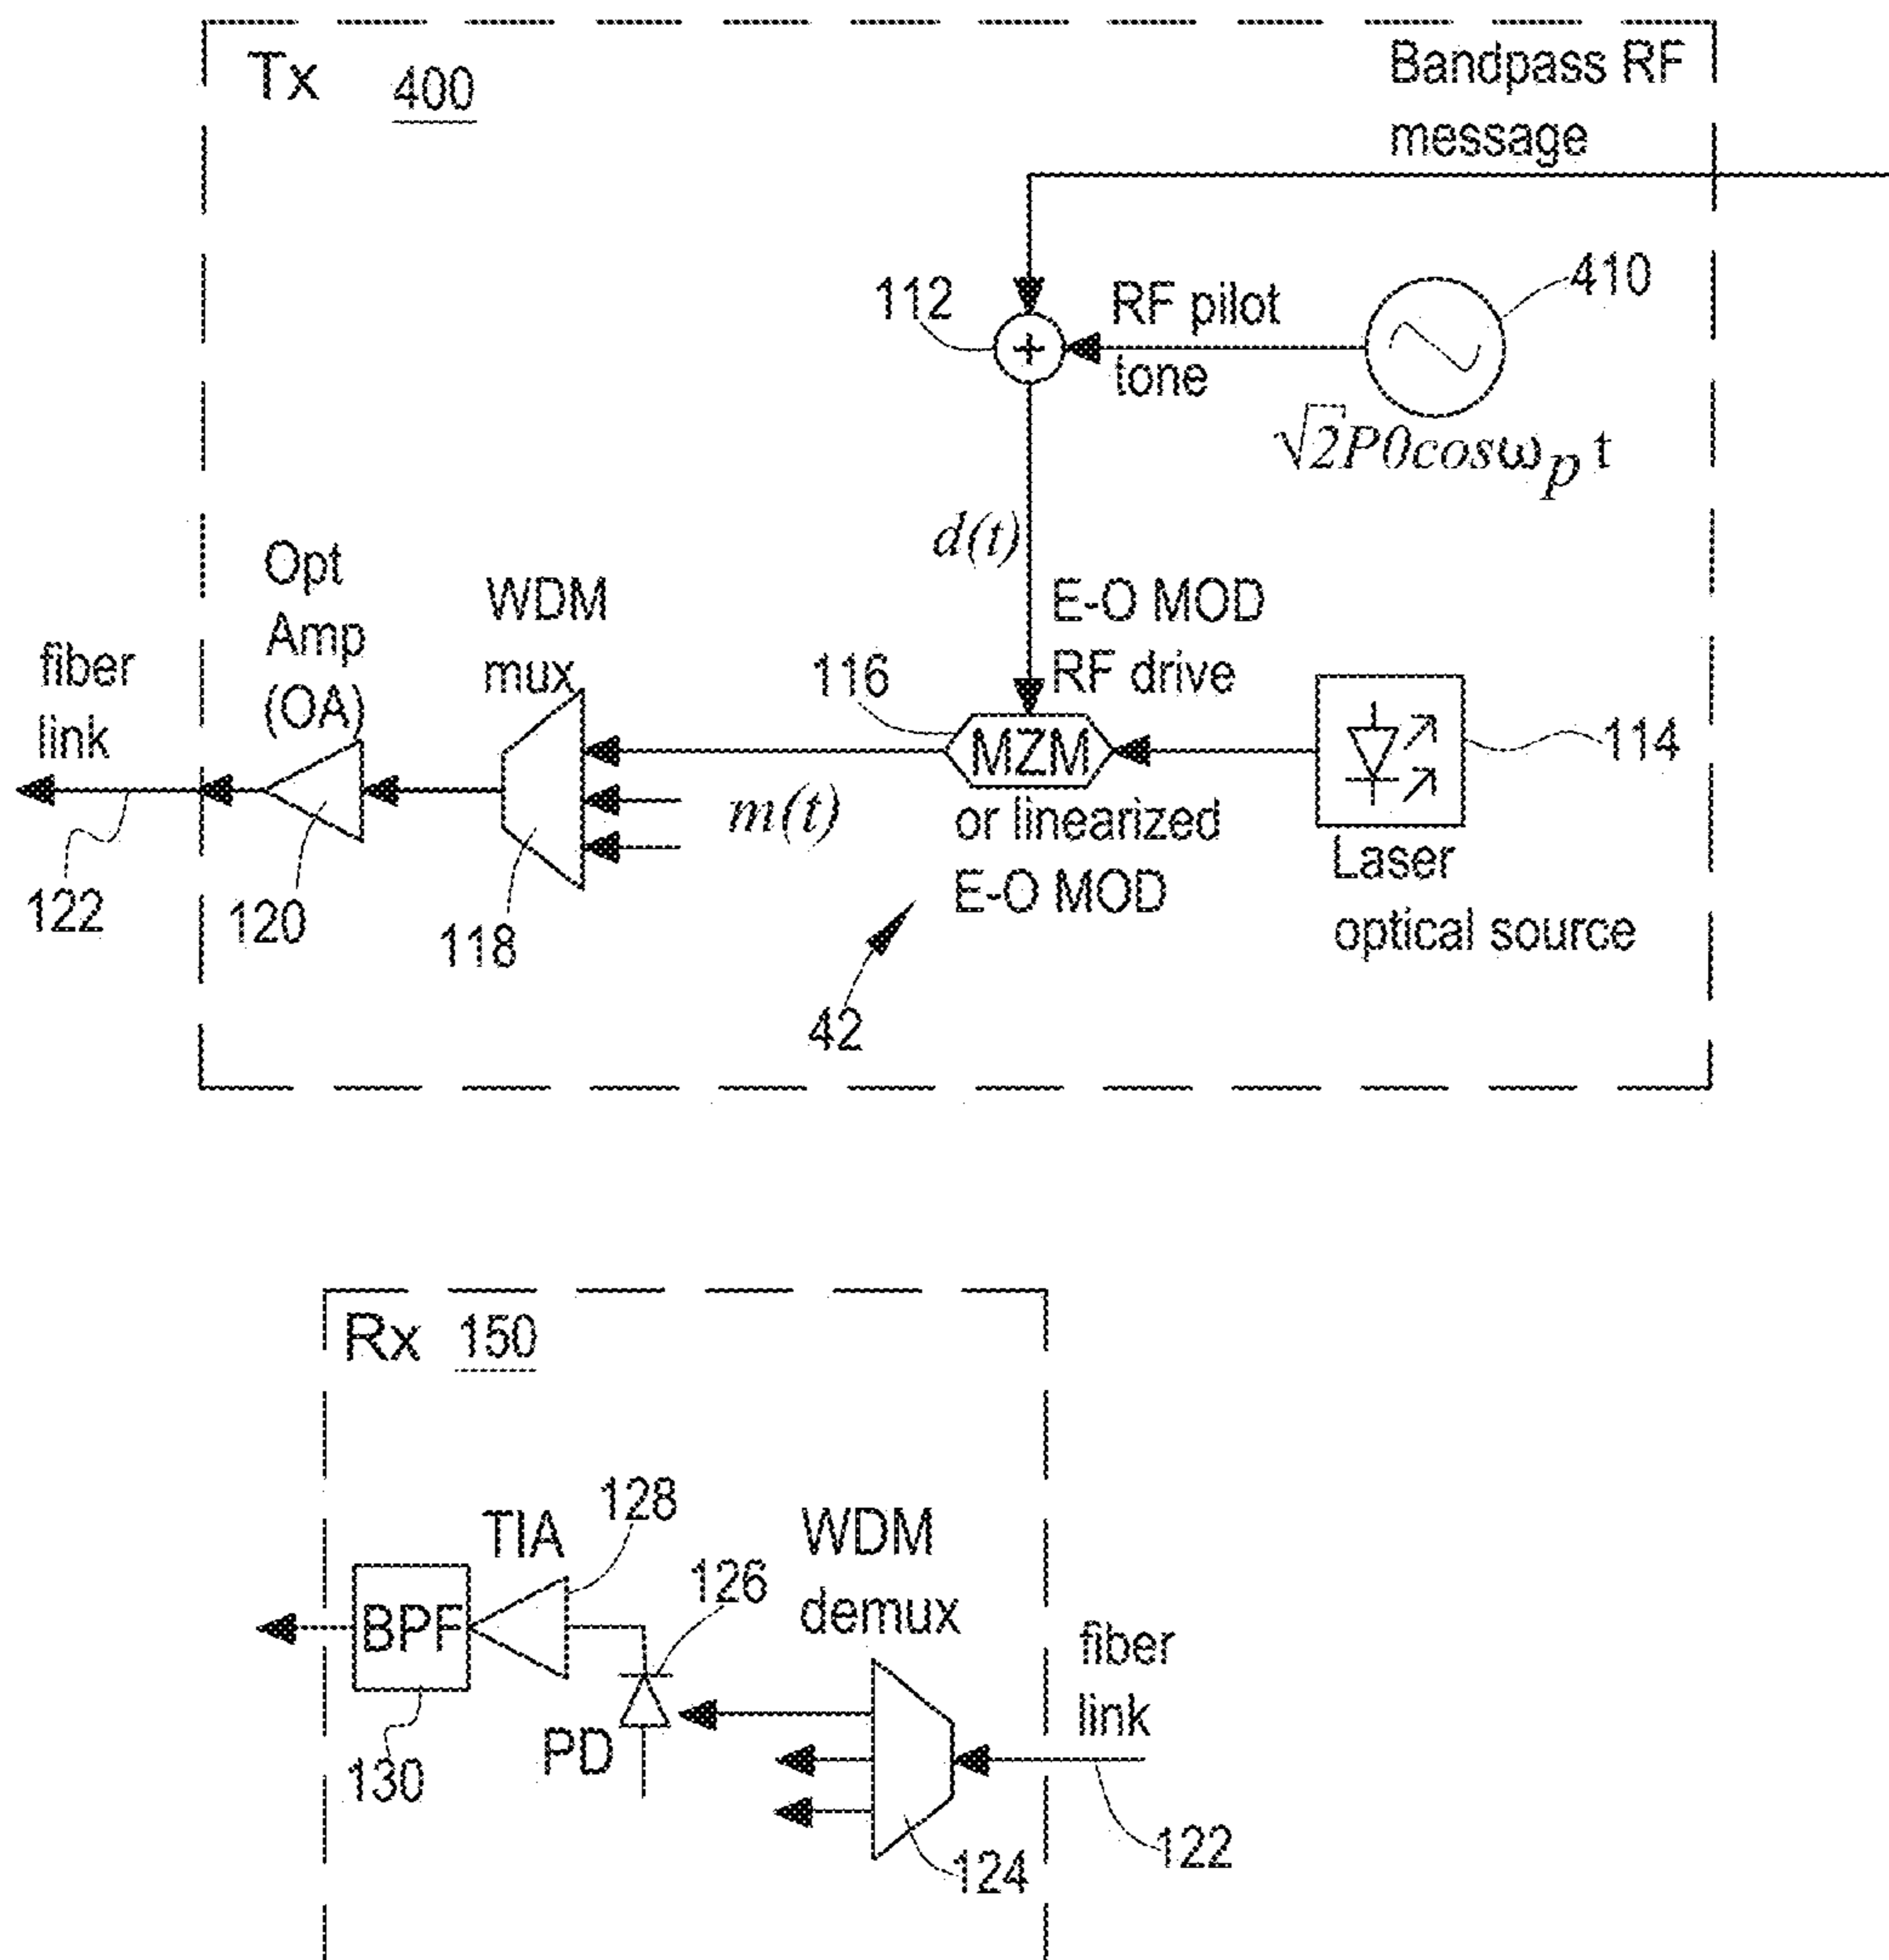 Tx 400
Bandpass RF
message
112
RF pilot
tone
410
√2P0cosωp t
d(t)
Opt
Amp
(OA)
WDM
mux
fiber
link
116
E-O MOD
RF drive
MZM
114
m(t)
or linearized
E-O MOD
Laser
optical source
122
120
118
42
Rx 150
TIA
128
126
WDM
demux
BPF
130
PD
fiber
link
124
122